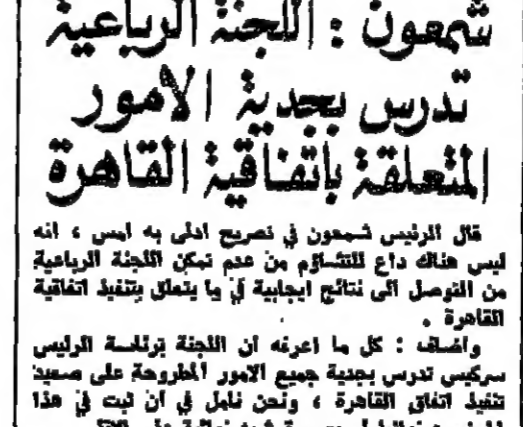 شمعون : اللجنة الرباعية
تدرس بجدية الامور
المتعلقة باتفاقية القاهرة
قال الرئيس شمعون في تصريح ادلى به امس ، انه
ليس هناك داع للتشاؤم من عدم تمكن اللجنة الرباعية
من التوصل الى نتائج ايجابية في ما يتعلق بتنفيذ اتفاقية
القاهرة .
واضاف : كل ما اعرفه ان اللجنة برئاسة الرئيس
سركيس تدرس بجدية جميع الامور المطروحة على صعيد
تنفيذ اتفاق القاهرة ، ونحن نامل في ان تبت في هذا